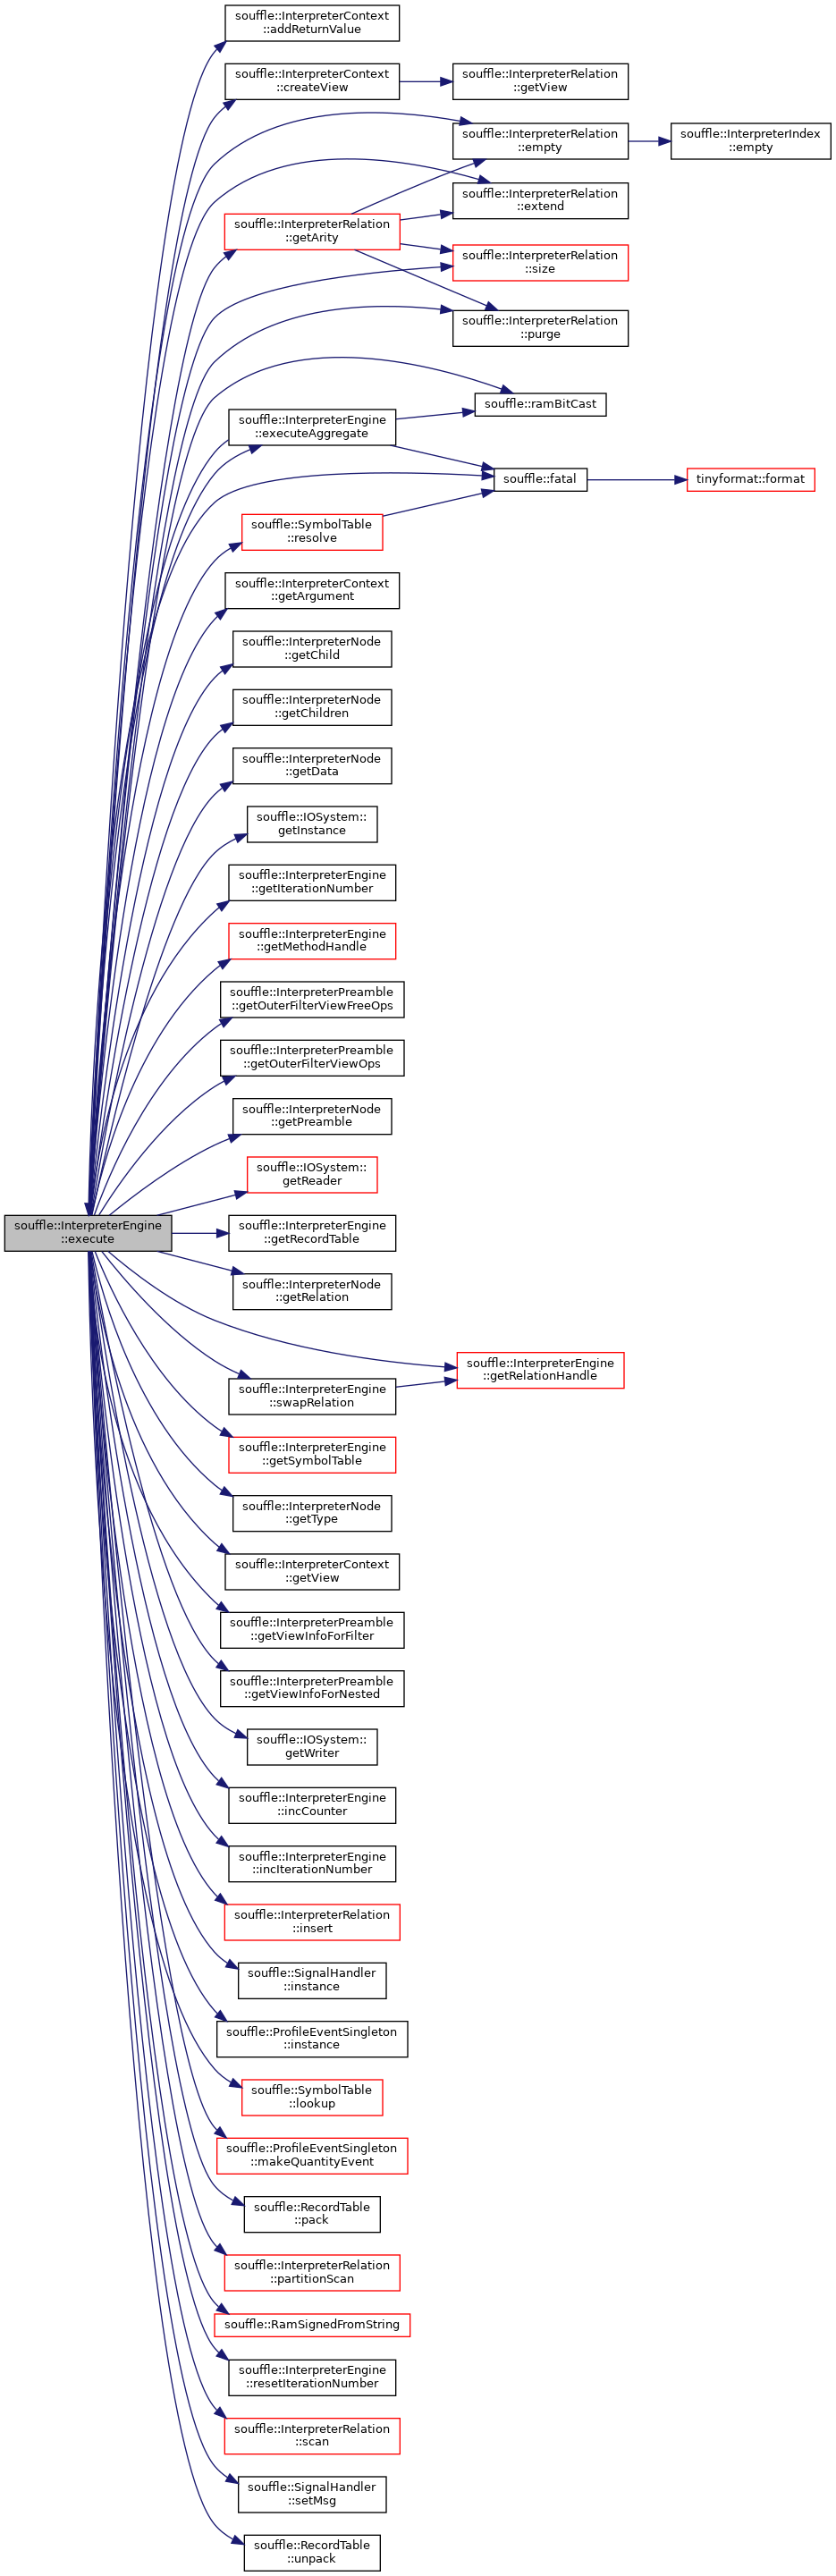 souffle::InterpreterContext
::addReturnValue
souffle::InterpreterContext
::createView
souffle::InterpreterRelation
::getView
souffle::InterpreterRelation
::empty
souffle::InterpreterIndex
::empty
souffle::InterpreterRelation
::extend
souffle::InterpreterRelation
::getArity
souffle::InterpreterRelation
::size
souffle::InterpreterRelation
::purge
souffle::ramBitCast
souffle::InterpreterEngine
::executeAggregate
souffle::fatal
tinyformat::format
souffle::SymbolTable
::resolve
souffle::InterpreterContext
::getArgument
souffle::InterpreterNode
::getChild
souffle::InterpreterNode
::getChildren
souffle::InterpreterNode
::getData
souffle::IOSystem::
getInstance
souffle::InterpreterEngine
::getIterationNumber
souffle::InterpreterEngine
::getMethodHandle
souffle::InterpreterPreamble
::getOuterFilterViewFreeOps
souffle::InterpreterPreamble
::getOuterFilterViewOps
souffle::InterpreterNode
::getPreamble
souffle::IOSystem::
getReader
souffle::InterpreterEngine
::execute
souffle::InterpreterEngine
::getRecordTable
souffle::InterpreterNode
::getRelation
souffle::InterpreterEngine
::getRelationHandle
souffle::InterpreterEngine
::swapRelation
souffle::InterpreterEngine
::getSymbolTable
souffle::InterpreterNode
::getType
souffle::InterpreterContext
::getView
souffle::InterpreterPreamble
::getViewInfoForFilter
souffle::InterpreterPreamble
::getViewInfoForNested
souffle::IOSystem::
getWriter
souffle::InterpreterEngine
::incCounter
souffle::InterpreterEngine
::incIterationNumber
souffle::InterpreterRelation
::insert
souffle::SignalHandler
::instance
souffle::ProfileEventSingleton
::instance
souffle::SymbolTable
::lookup
souffle::ProfileEventSingleton
::makeQuantityEvent
souffle::RecordTable
::pack
souffle::InterpreterRelation
::partitionScan
souffle::RamSignedFromString
souffle::InterpreterEngine
::resetIterationNumber
souffle::InterpreterRelation
::scan
souffle::SignalHandler
::setMsg
souffle::RecordTable
::unpack